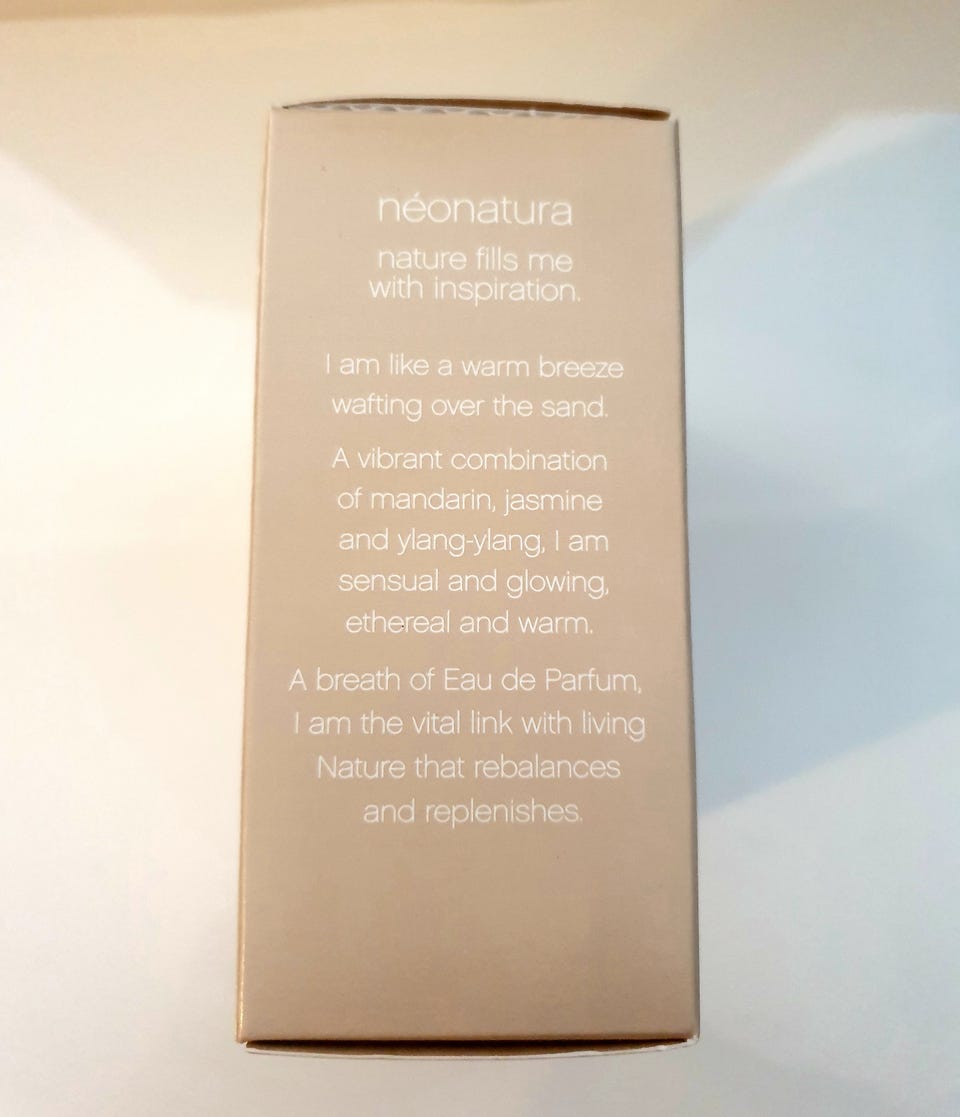 néonatura
nature fills me
with inspiration.
I am like a warm breeze
wafting over the sand.
A vibrant combination
of mandarin, jasmine
and ylang-ylang, I am
sensual and glowing,
ethereal and warm.
A breath of Eau de Parfum,
I am the vital link with living
Nature that rebalances
and replenishes.